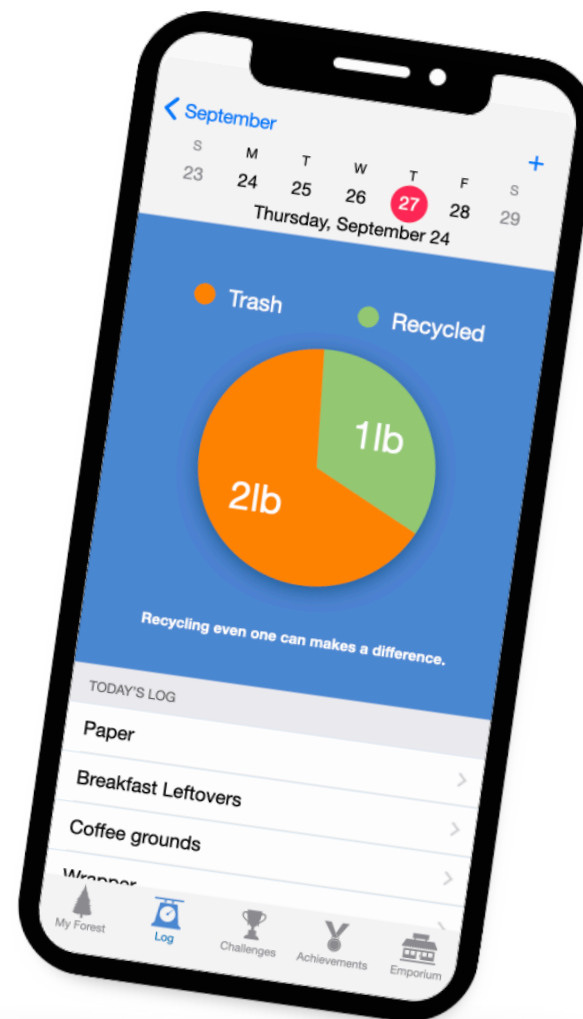 September
+
S M T W T F S
23 24 25 26 27 28 29
Thursday, September 24
Trash Recycled
1lb
2lb
Recycling even one can makes a difference.
TODAY'S LOG
Paper
Breakfast Leftovers
Coffee grounds
Wrapper
My Forest Log Challenges Achievements Emporium